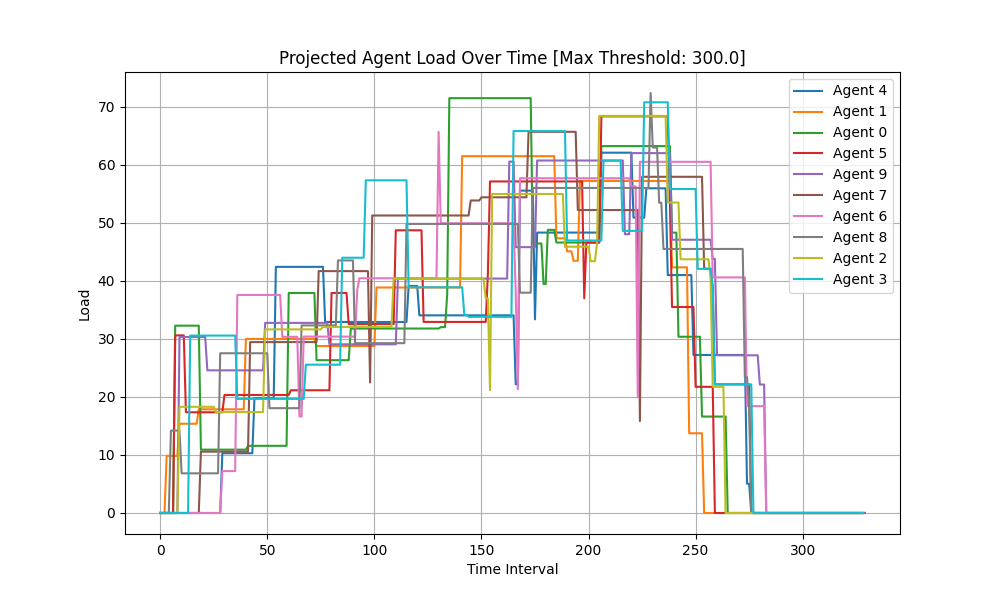 Projected Agent Load Over Time [Max Threshold: 300.0]
Load
70
60
50
40
30
20
10
0
0 50 100 150 200 250 300
Time Interval
Agent 4
Agent 1
Agent 0
Agent 5
Agent 9
Agent 7
Agent 6
Agent 8
Agent 2
Agent 3